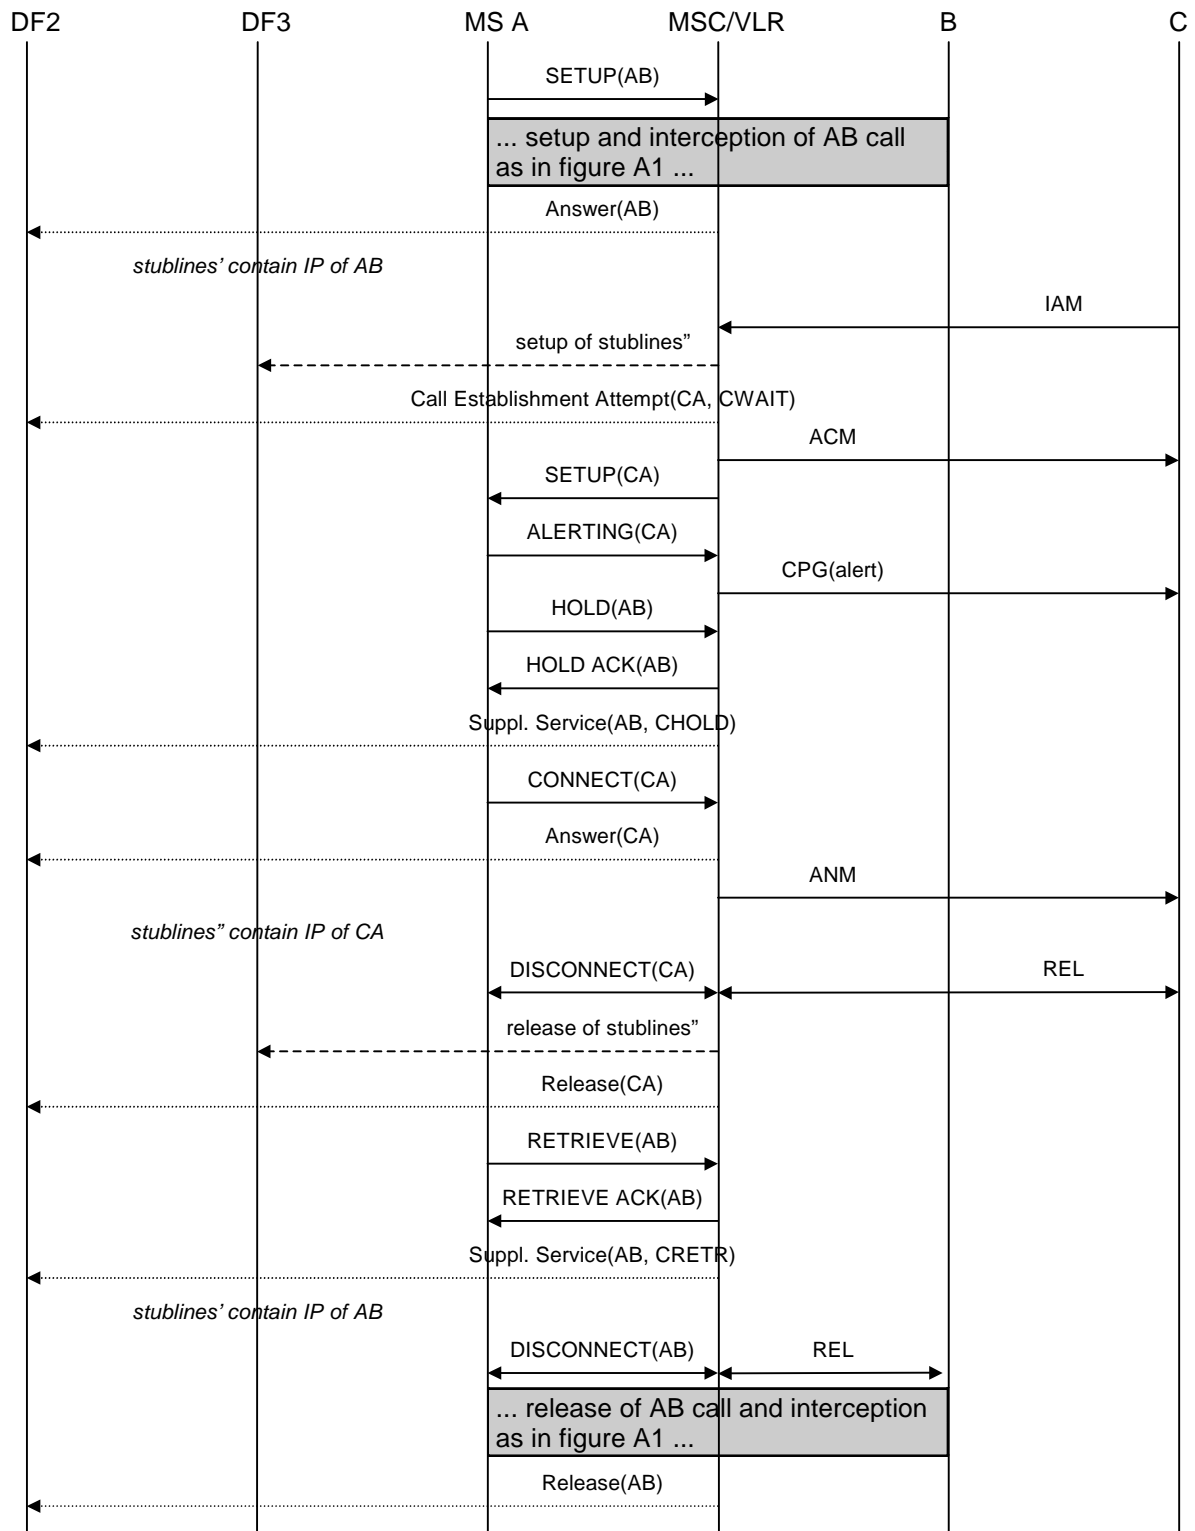 DF2 DF3 MS A MSC/VLR B C
SETUP(AB)
... setup and interception of AB call
as in figure A1 ...
Answer(AB)
stublines’ contain IP of AB
IAM
setup of stublines”
Call Establishment Attempt(CA, CWAIT)
ACM
SETUP(CA)
ALERTING(CA)
CPG(alert)
HOLD(AB)
HOLD ACK(AB)
Suppl. Service(AB, CHOLD)
CONNECT(CA)
Answer(CA)
ANM
stublines” contain IP of CA
DISCONNECT(CA) REL
release of stublines”
Release(CA)
RETRIEVE(AB)
RETRIEVE ACK(AB)
Suppl. Service(AB, CRETR)
stublines’ contain IP of AB
DISCONNECT(AB) REL
... release of AB call and interception
as in figure A1 ...
Release(AB)